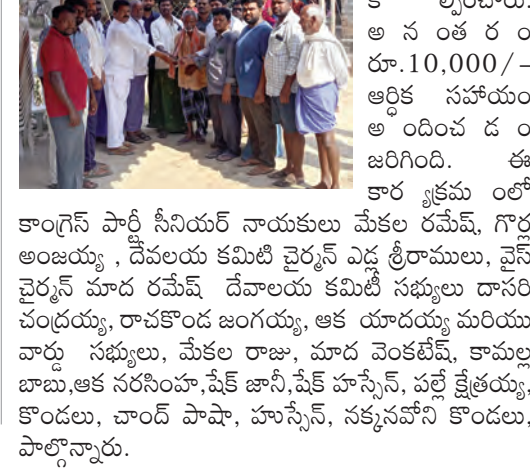 క ల్పించారు.
అ న ంత ర ం
రూ.10,000/–
ఆర్థిక సహాయం
అ ందించ డ ం
జరిగింది. ఈ
కార ్యక్రమ ంలో
కాంగ్రెస్ పార్టీ సీనియర్ నాయకులు మేకల రమేష్, గొర్ల
అంజయ్య , దేవలయ కమిటి చైర్మన్ ఎడ్ల శ్రీరాములు, వైస్
చైర్మన్ మాద రమేష్ దేవాలయ కమిటీ సభ్యులు దాసరి
చంద్రయ్య, రాచకొండ జంగయ్య, ఆక యాదయ్య మరియు
వార్డు సభ్యులు, మేకల రాజు, మాద వెంకటేష్, కామల్ల
బాబు,ఆక నరసింహ,షేక్ జానీ,షేక్ హస్సేన్, పల్లే క్షేత్రయ్య,
కొండలు, చాంద్ పాషా, హుస్సేన్, నక్కనవోని కొండలు,
పాల్గొన్నారు.